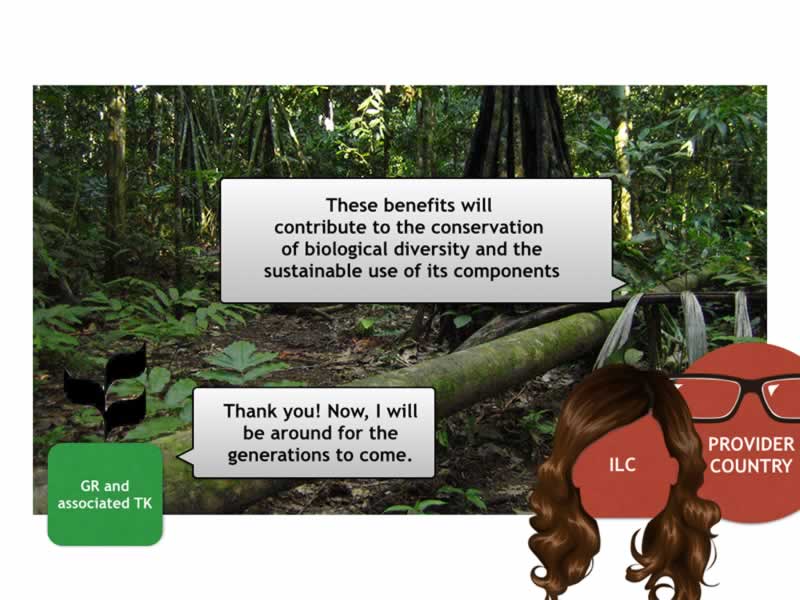 These benefits will
contribute to the conservation
of biological diversity and the
sustainable use of its components
Thank you! Now, I will
be around for the
generations to come.
GR and
associated TK
ILC
PROVIDER
COUNTRY